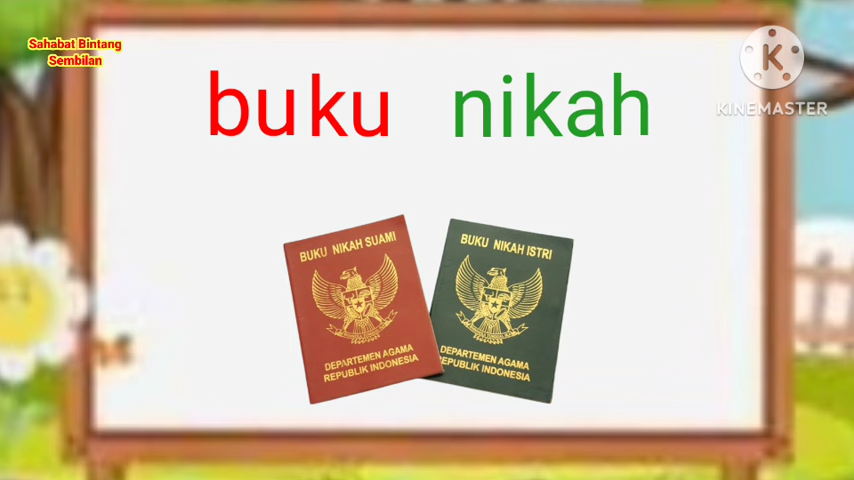 Sahabat Bintang
Sembilan
KINEMASTER
buku nikah
BUKU NIKAH SUAMI
DEPARTEMEN AGAMA
REPUBLIK INDONESIA
BUKU NIKAH ISTRI
DEPARTEMEN AGAMA
REPUBLIK INDONESIA